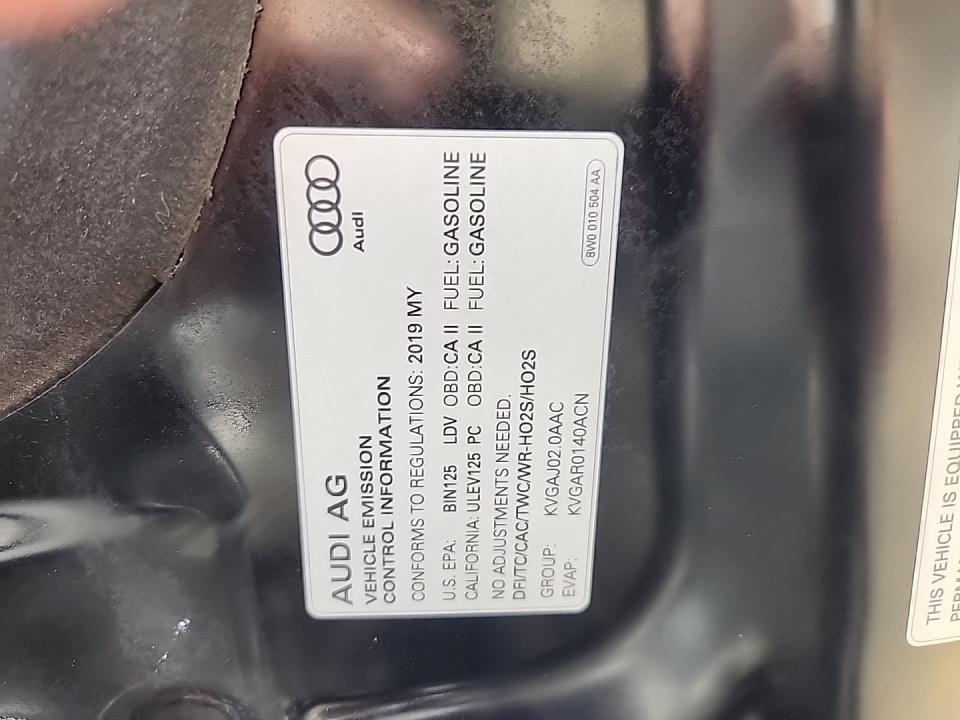 AUDI AG
Audi
VEHICLE EMISSION
CONTROL INFORMATION
CONFORMS TO REGULATIONS: 2019 MY
U.S. EPA: BIN125 LDV OBD:CA II FUEL: GASOLINE
CALIFORNIA: ULEV125 PC OBD:CA II FUEL: GASOLINE
NO ADJUSTMENTS NEEDED.
DFI/TC/CAC/TWC/WR-HO2S/HO2S
GROUP: KVGAJ02.0AAC
EVAP: KVGAR0140ACN
8W0 010 504 AA
THIS VEHICLE IS EQUIPPED